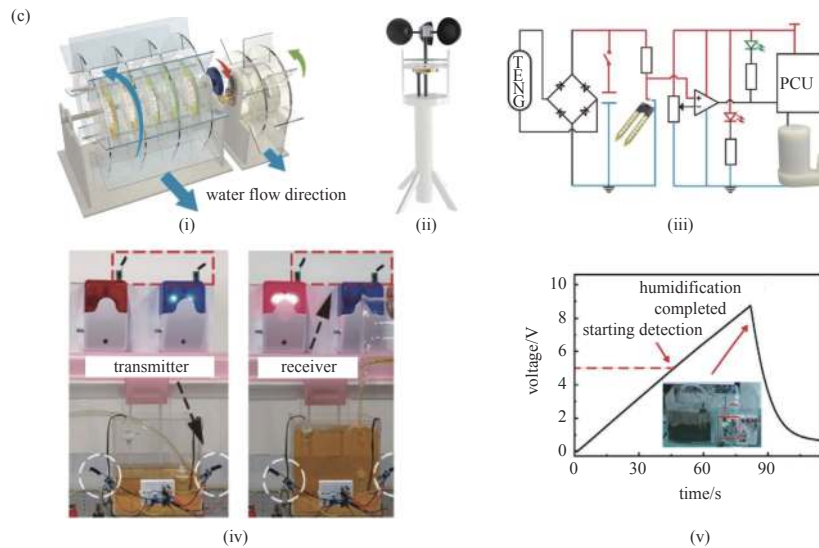 (c)
water flow direction
(i)
(ii)
TENG
PCU
(iii)
transmitter
receiver
(iv)
10
8
6
4
2
0
voltage/V
humidification
completed
starting detection
0
30
60
90
time/s
(v)